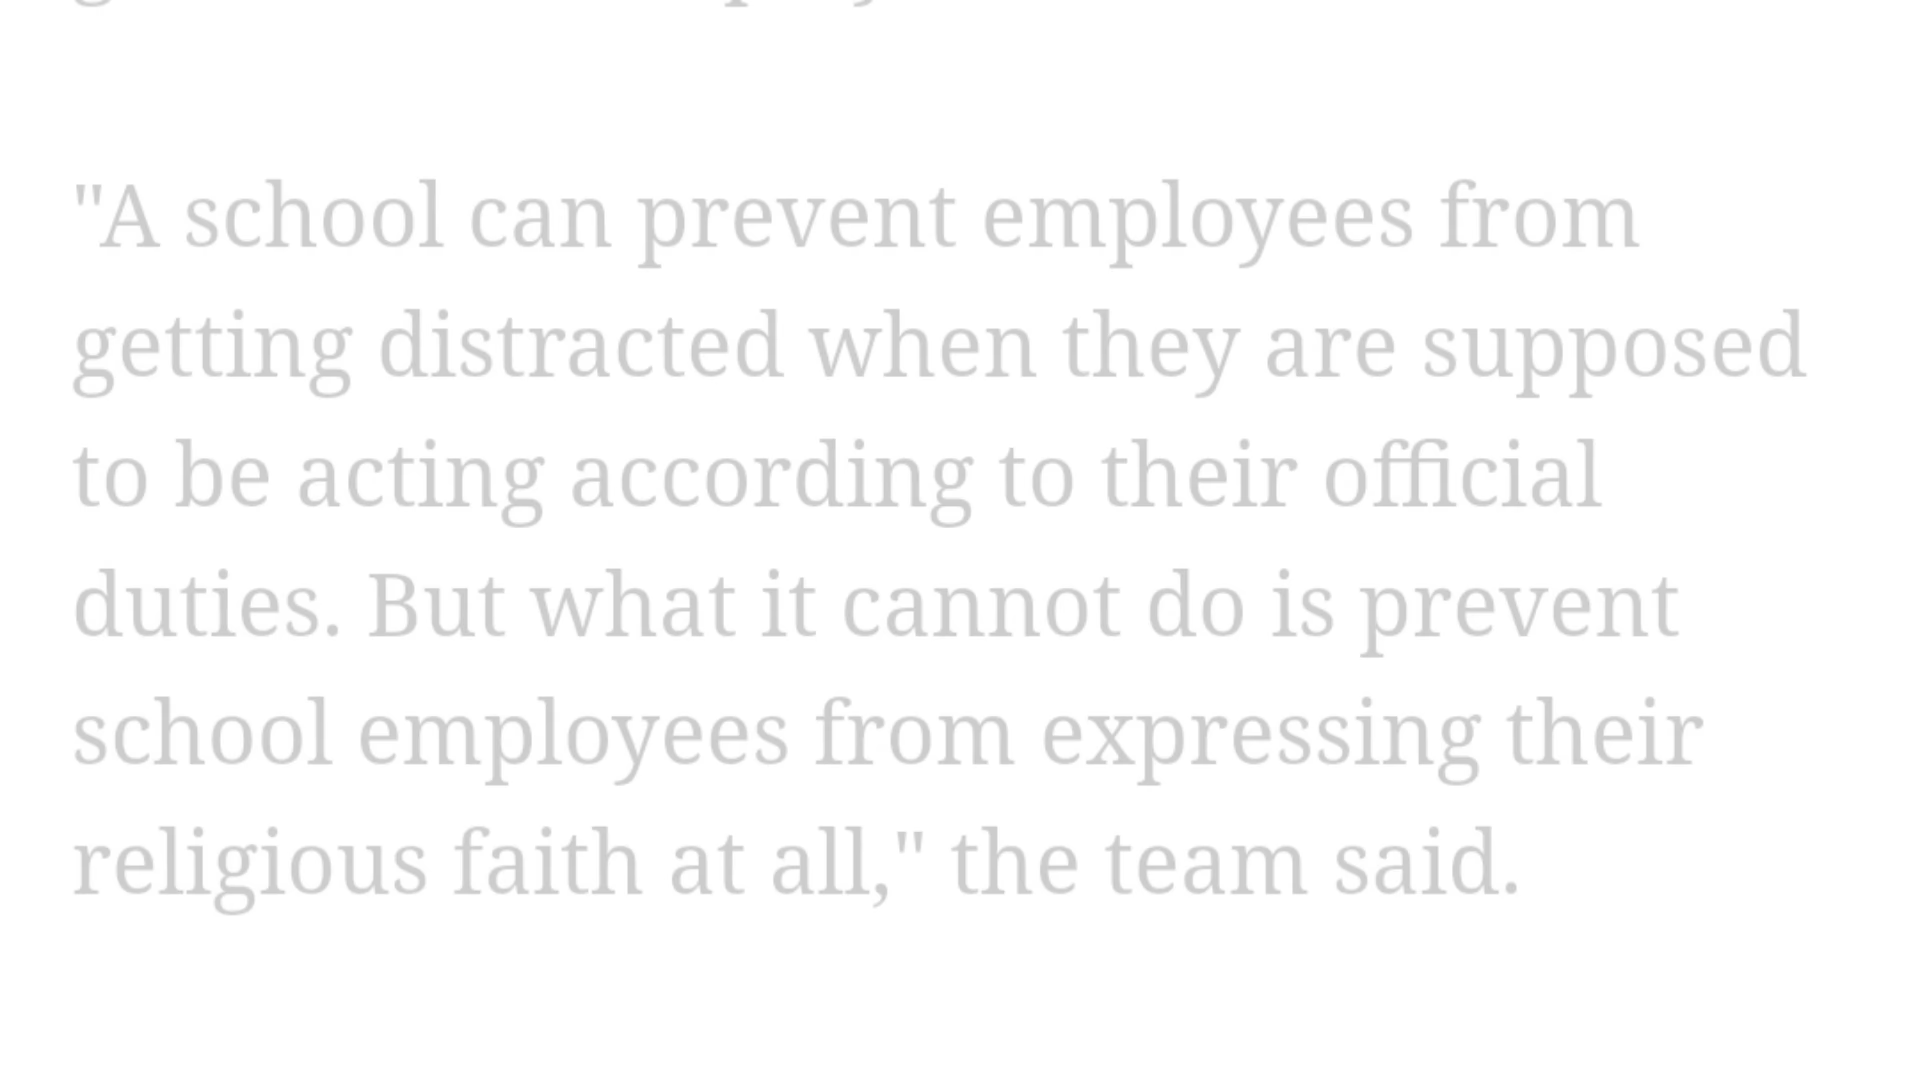 "A school can prevent employees from
getting distracted when they are supposed
to be acting according to their official
duties. But what it cannot do is prevent
school employees from expressing their
religious faith at all," the team said.